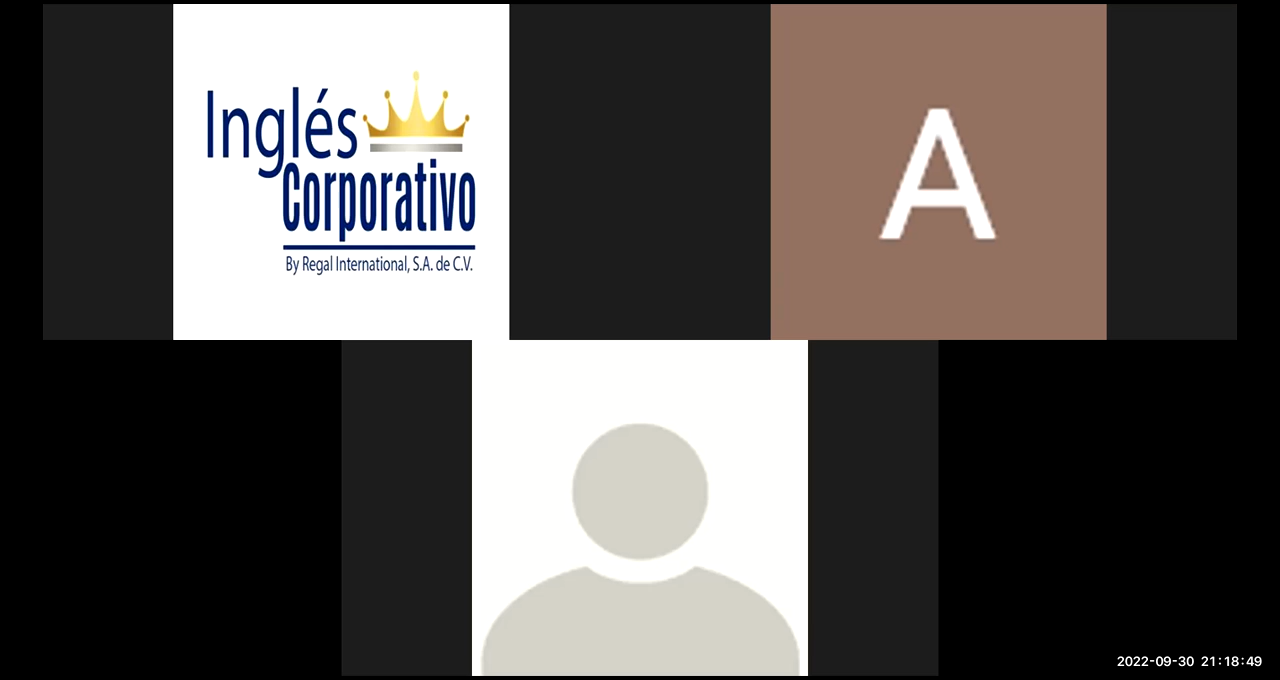 Inglés
Corporativo
By Regal International, S.A. de C.V.
A
2022-09-30 21:18:49